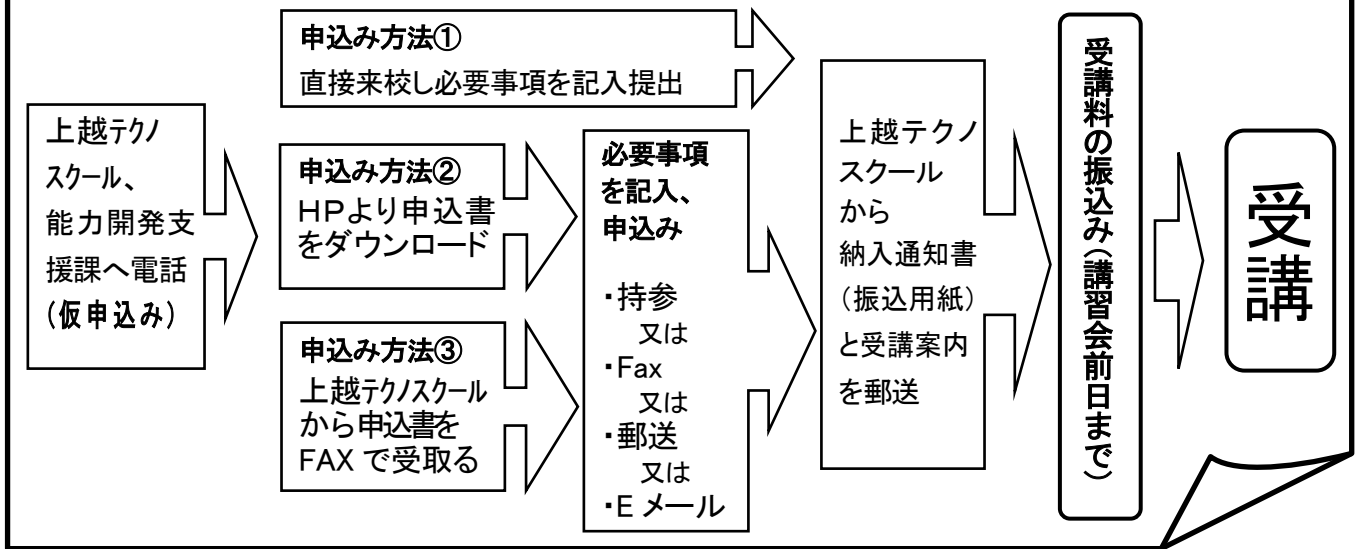 上越テクノ
スクール、
能力開発支
援課へ電話
(仮申込み)
申込み方法①
直接来校し必要事項を記入提出
申込み方法②
HPより申込書
をダウンロード
申込み方法③
上越テクノスクール
から申込書を
FAX で受取る
必要事項
を記入、
申込み
・持参
又は
・Fax
又は
・郵送
又は
・E メール
上越テクノ
スクール
から
納入通知書
（振込用紙）
と受講案内
を郵送
受講料の振込み（講習会前日まで）
受講